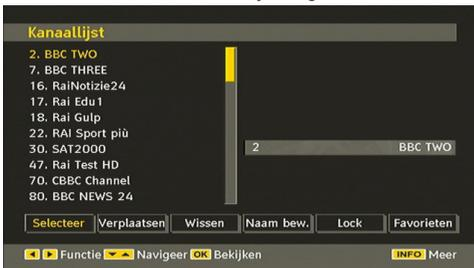 Kanaallijst
2. BBC TWO
7. BBC THREE
16. RaiNotizie24
17. Rai Edu1
18. Rai Gulp
22. RAI Sport più
30. SAT2000
47. Rai Test HD
70. CBBC Channel
80. BBC NEWS 24
2 BBC TWO
Selecteer Verplaatsen Wissen Naam bew. Lock Favorieten
Functie Navigeer OK Bekijken INFO Meer